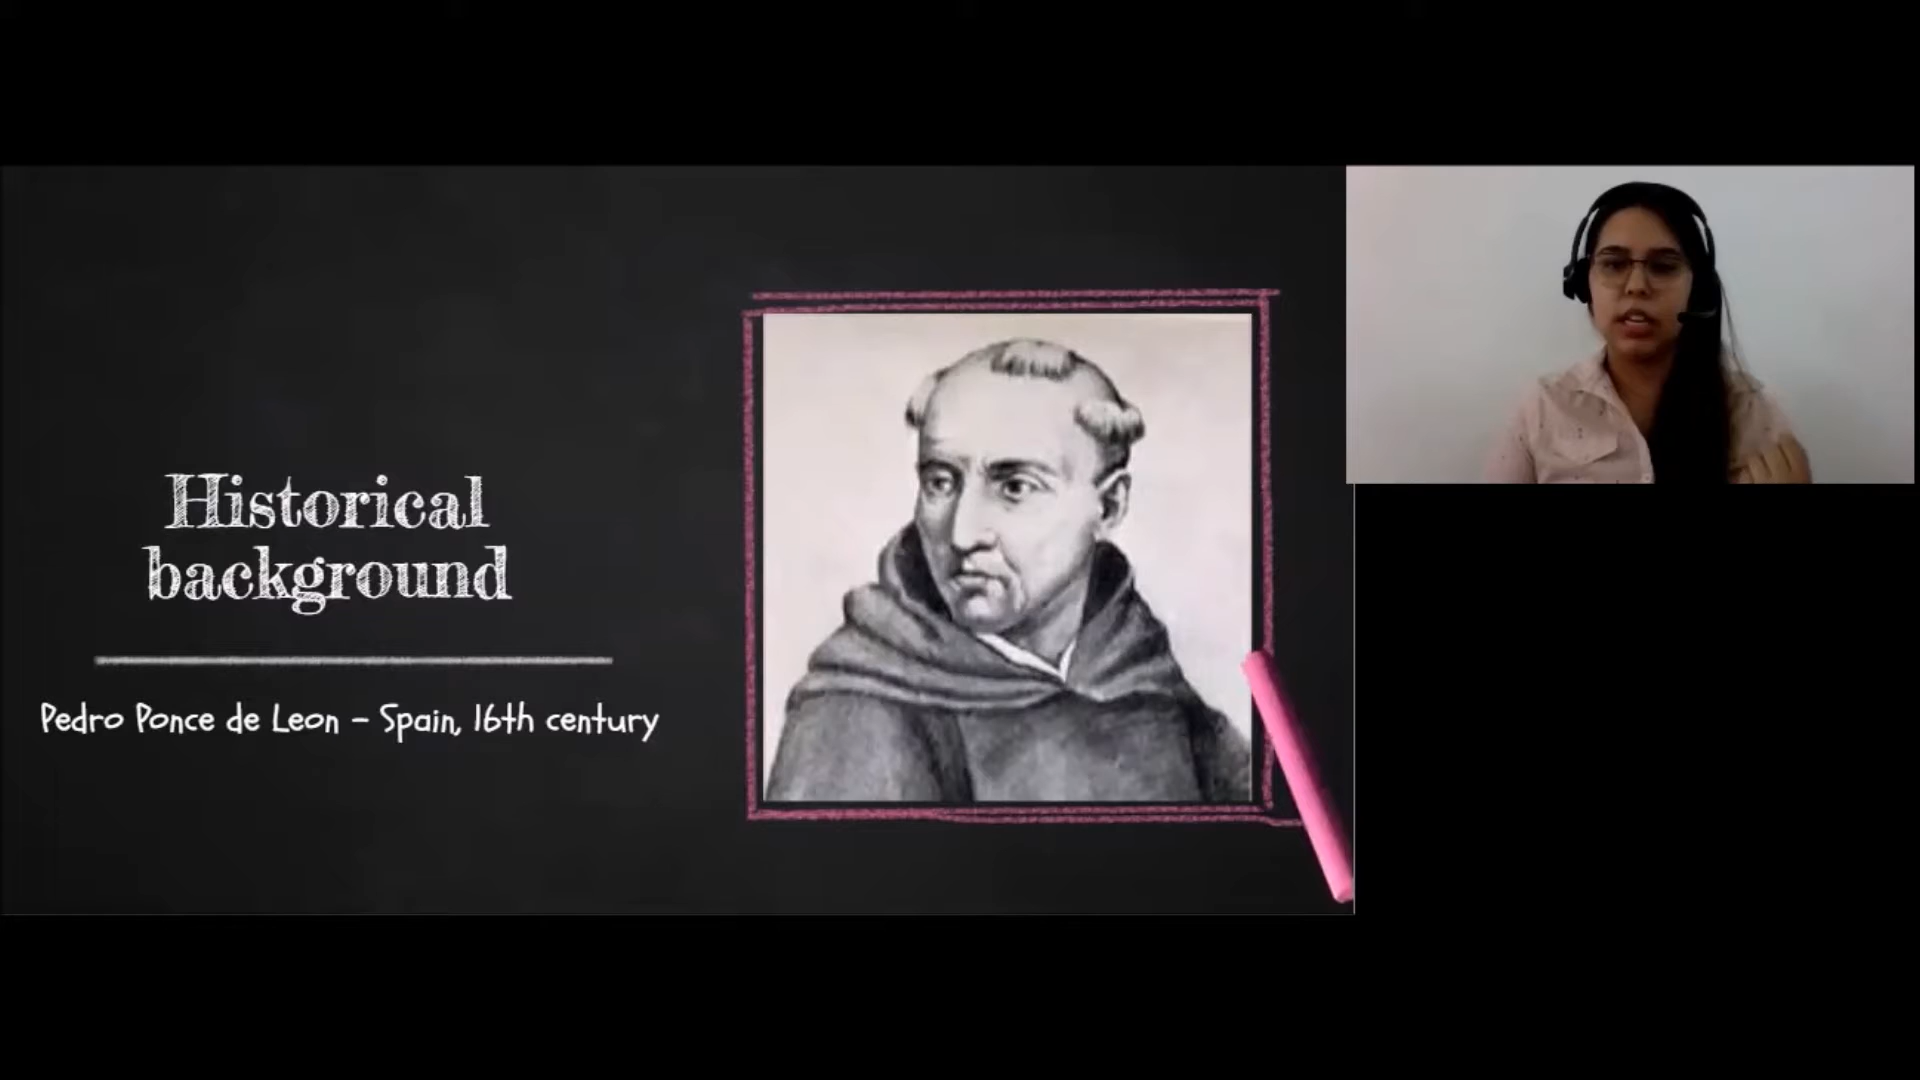 Historical
background
Pedro Ponce de Leon - Spain, 16th century